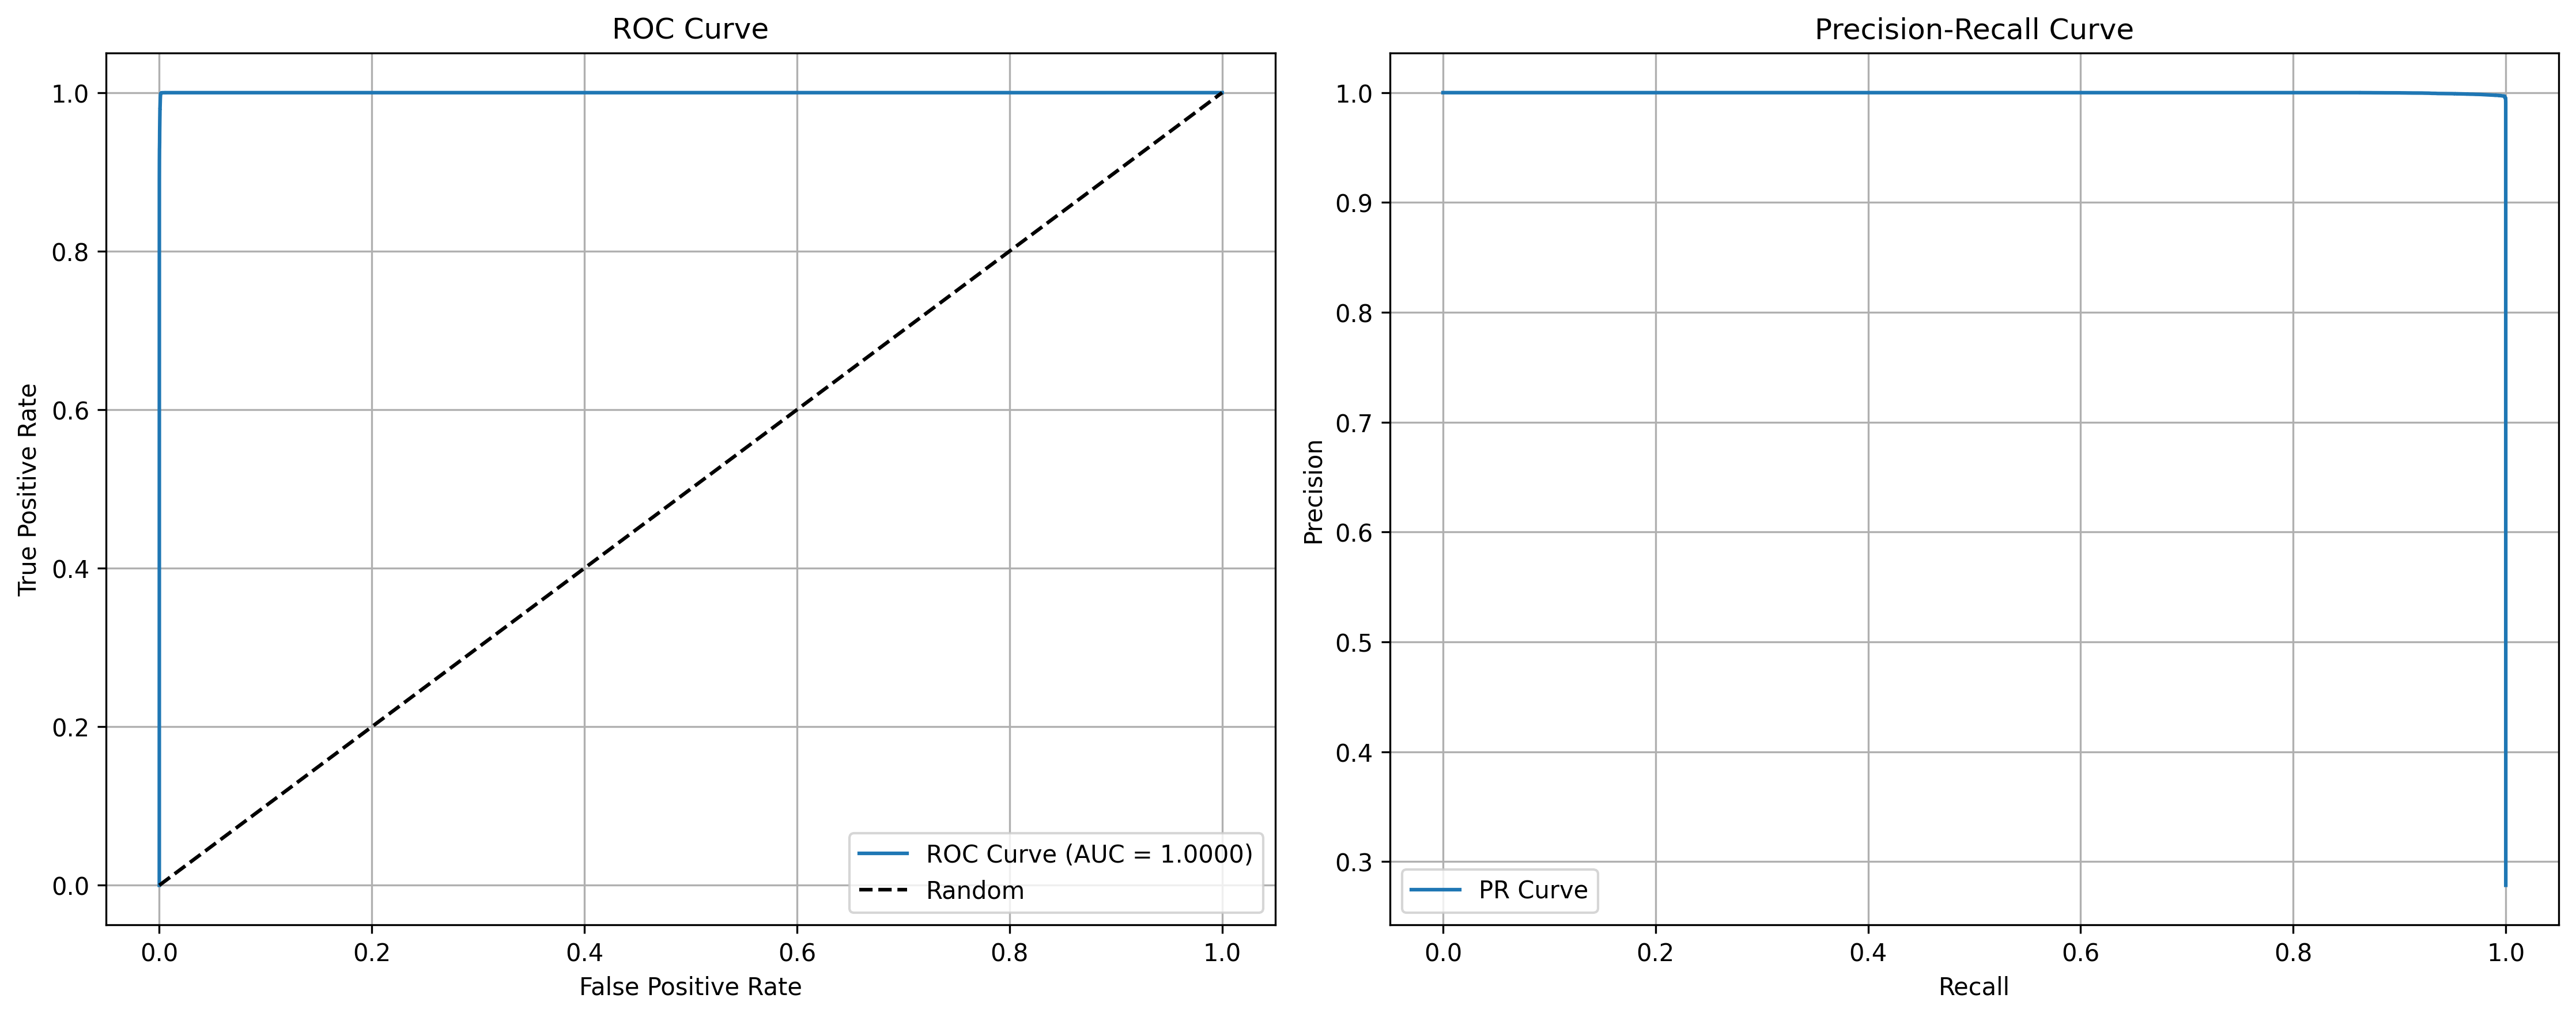 ROC Curve
True Positive Rate
1.0
0.8
0.6
0.4
0.2
0.0
0.0 0.2 0.4 0.6 0.8 1.0
False Positive Rate
ROC Curve (AUC = 1.0000)
Random
Precision-Recall Curve
Precision
1.0
0.9
0.8
0.7
0.6
0.5
0.4
0.3
0.0 0.2 0.4 0.6 0.8 1.0
Recall
PR Curve